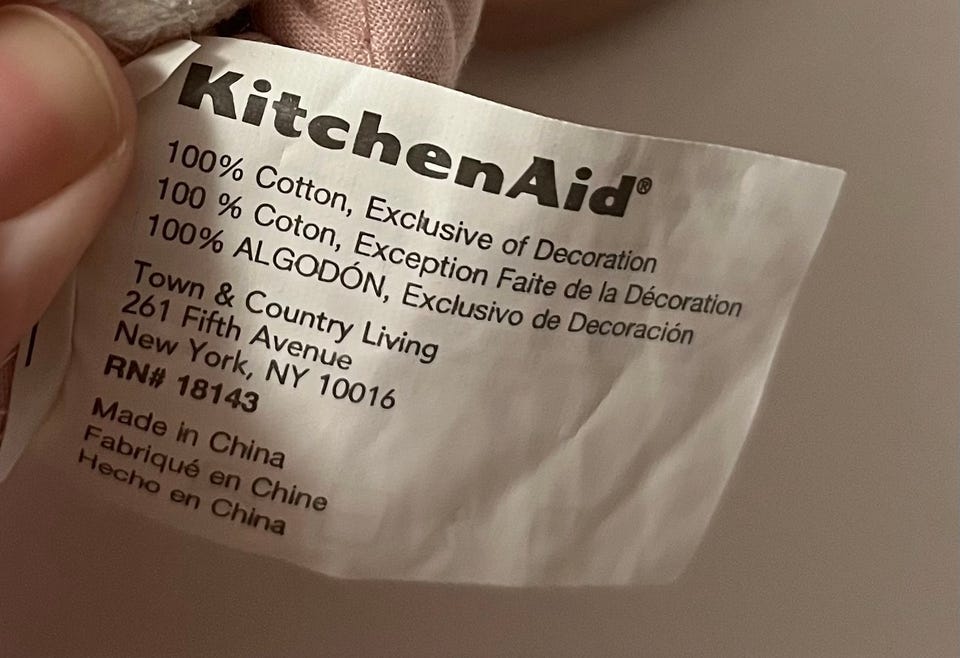 KitchenAid®
100% Cotton, Exclusive of Decoration
100 % Coton, Exception Faite de la Décoration
100% ALGODÓN, Exclusivo de Decoración
Town & Country Living
261 Fifth Avenue
New York, NY 10016
RN# 18143
Made in China
Fabriqué en Chine
Hecho en China